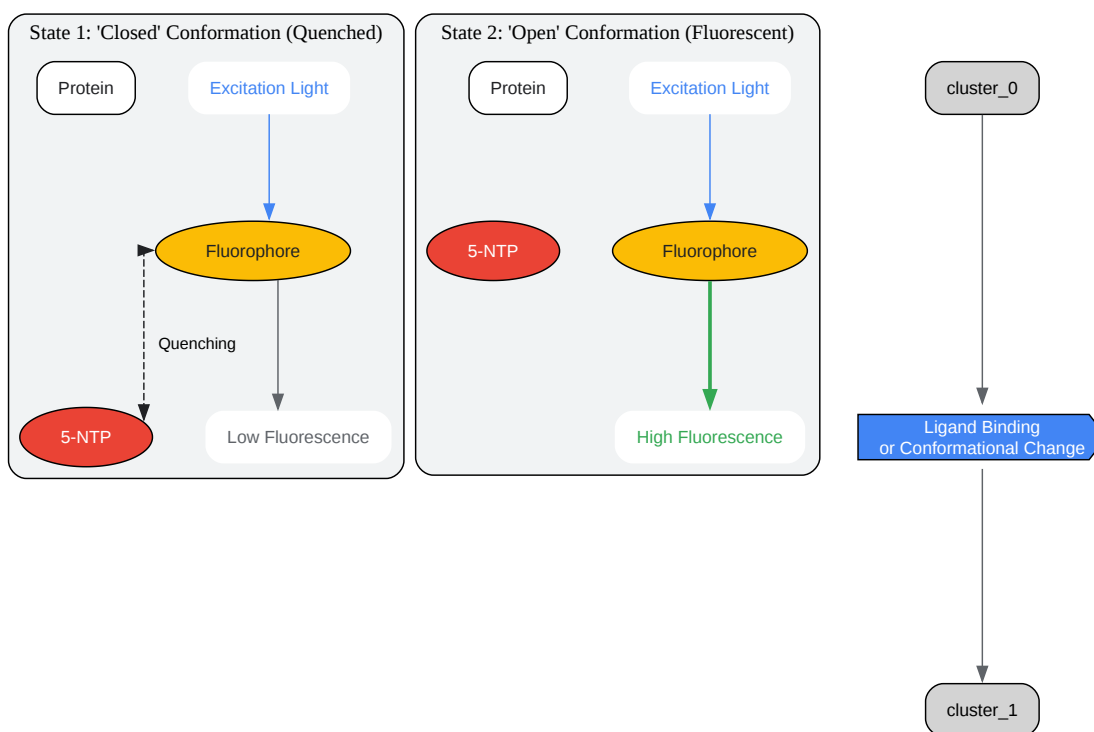 State 1: 'Closed' Conformation (Quenched)
Protein
Excitation Light
Fluorophore
Quenching
5-NTP
Low Fluorescence
State 2: 'Open' Conformation (Fluorescent)
Protein
Excitation Light
5-NTP
Fluorophore
High Fluorescence
cluster_0
Ligand Binding
or Conformational Change
cluster_1